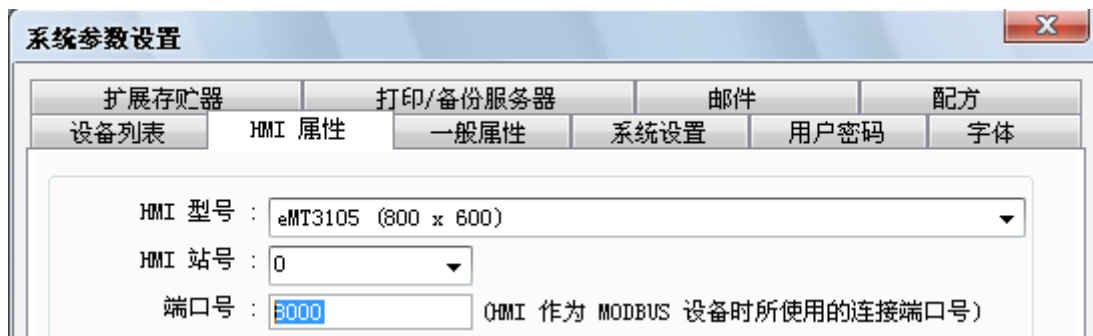 系统参数设置
扩展存贮器 打印/备份服务器 邮件 配方
设备列表 HMI 属性 一般属性 系统设置 用户密码 字体
HMI 型号 : eMT3105 (800 x 600)
HMI 站号 : 0
端口号 : 8000 (HMI 作为 MODBUS 设备时所使用的连接端口号)